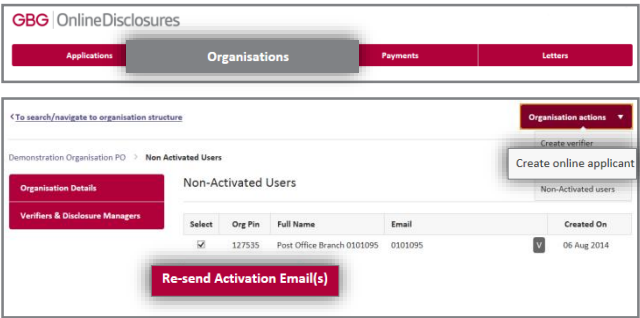 GBG OnlineDisclosures
Applications Organisations Payments Letters
<To search/navigate to organisation structure Organisation actions ▼
Create verifier
Demonstration Organisation PO > Non Activated Users
Create online applicant
Organisation Details Non-Activated Users Non-Activated users
Verifiers & Disclosure Managers
Select Org Pin Full Name Email Created On
127535 Post Office Branch 0101095 0101095 V 06 Aug 2014
Re-send Activation Email(s)